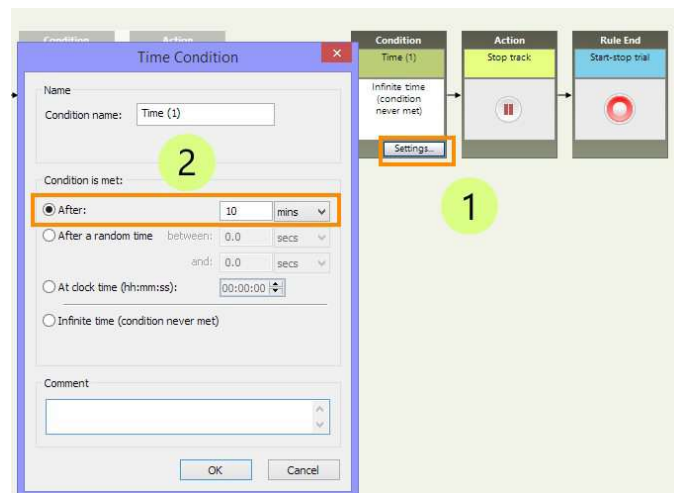 Condition
Action
Condition
Action
Rule End
Time Condition
Time (1)
Stop track
Start-stop trial
Name
Condition name:
Time (1)
Infinite time
(condition
never met)
Settings...
2
1
Condition is met:
After:
10
mins
After a random time
between:
0.0
secs
and:
0.0
secs
At clock time (hh:mm:ss):
00:00:00
Infinite time (condition never met)
Comment
OK
Cancel